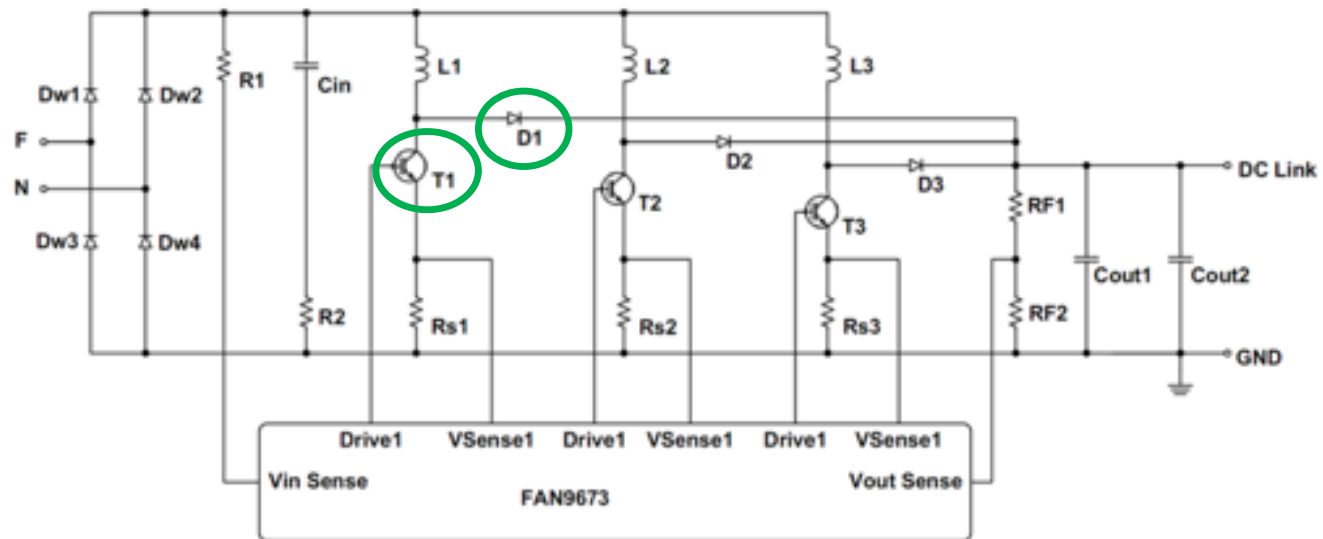 L1
L2
L3
R1
Cin
Dw1
Dw2
D1
F
D2
T1
D3
DC Link
N
T2
RF1
T3
Dw3
Dw4
Cout1
Cout2
R2
Rs1
Rs2
Rs3
RF2
GND
Drive1
VSense1
Drive1
VSense1
Drive1
VSense1
Vin Sense
Vout Sense
FAN9673